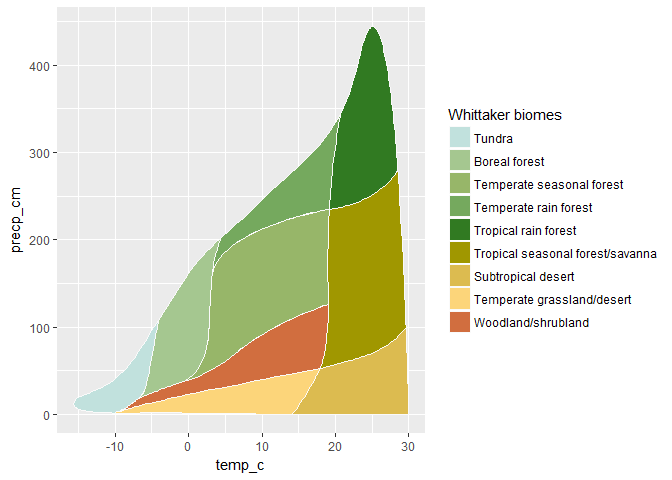 400
300
200
100
0
precp_cm
-10
0
10
20
30
temp_c
Whittaker biomes
Tundra
Boreal forest
Temperate seasonal forest
Temperate rain forest
Tropical rain forest
Tropical seasonal forest/savanna
Subtropical desert
Temperate grassland/desert
Woodland/shrubland